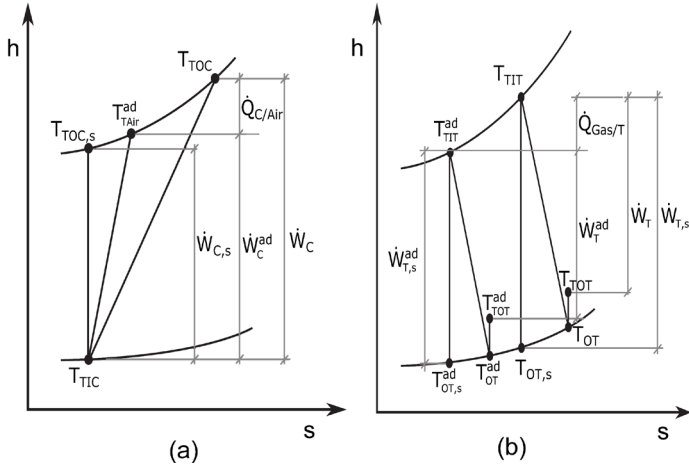 h
T_TOC
T_TOC,s
T^ad_TAir
Q̇_C/Air
Ẇ_C,s
Ẇ^ad_C
Ẇ_C
T_TIC
s
(a)
h
T_TIT
T^ad_TIT
Q̇_Gas/T
Ẇ^ad_T,s
Ẇ^ad_T
Ẇ_T
Ẇ_T,s
T^ad_TOT
T_TOT
T^ad_OT,s
T^ad_OT
T_OT,s
T_OT
s
(b)